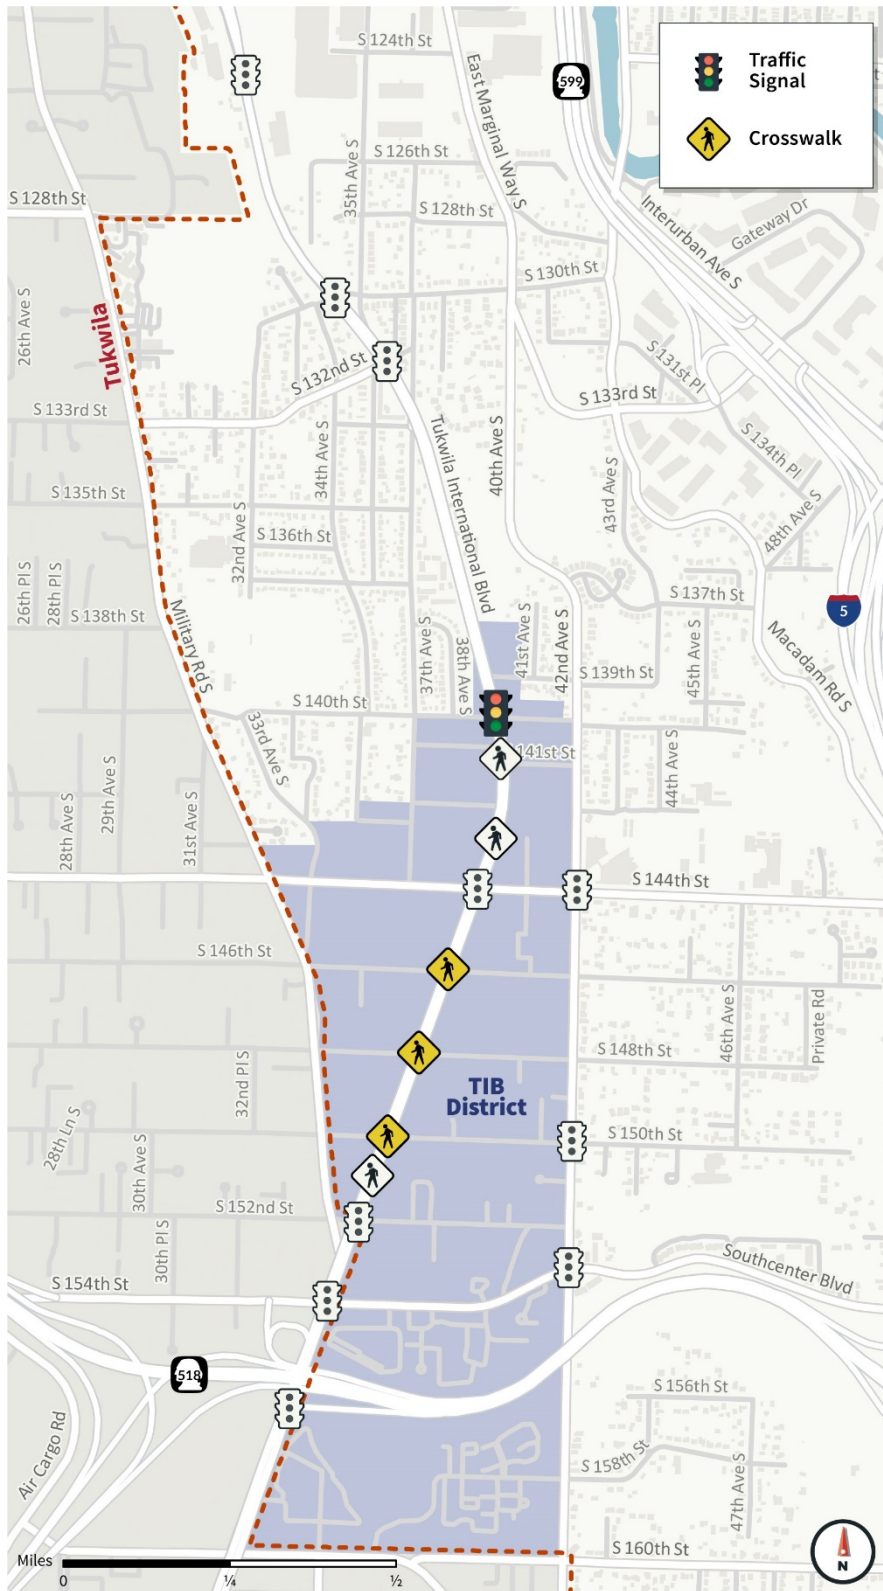 S 124th St
East Marginal Way S
599
Traffic
Signal
Crosswalk
t
S 126th St
35th Ave S
S 128th St
S 128th St
Interurban Ave S
Gateway Dr
S 130th St
26th Ave S
Tukwila
S 131st Pl
S 132nd St
S 133rd St
S 133rd St
Tukwila International Blvd
40th Ave S
34th Ave S
S 134th Pl
43rd Ave S
48th Ave S
S 135th St
32nd Ave S
S 136th St
26th Pl S
28th Pl S
Military Rd S
S 137th St
5
S 138th St
37th Ave S
38th Ave S
41st Ave S
42nd Ave S
S 139th St
45th Ave S
Macadam Rd S
S 140th St
33rd Ave S
141st St
44th Ave S
28th Ave S
29th Ave S
31st Ave S
S 144th St
S 146th St
46th Ave S
Private Rd
S 148th St
32nd Pl S
TIB
District
28th Ln S
30th Ave S
S 150th St
S 152nd St
30th Pl S
S 154th St
Southcenter Blvd
518
S 156th St
Air Cargo Rd
S 158th St
47th Ave S
S 160th St
Miles
0
¼
½
N